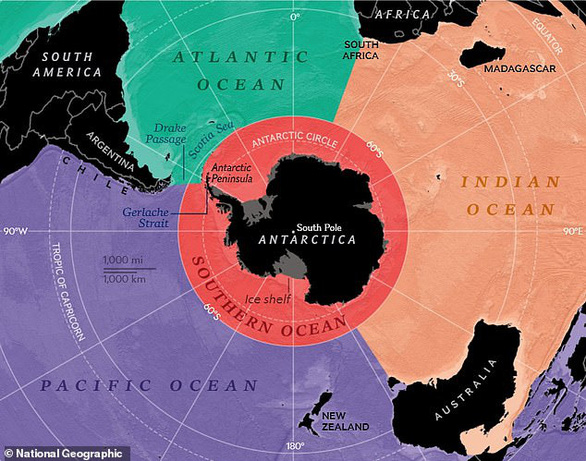 0°
AFRICA
SOUTH
AMERICA
ATLANTIC
OCEAN
SOUTH
AFRICA
EQUATOR
MADAGASCAR
30°S
Drake
Passage
Scotia Sea
ANTARCTIC CIRCLE
60°S
ARGENTINA
CHILE
Antarctic
Peninsula
INDIAN
OCEAN
Gerlache
Strait
South Pole
ANTARCTICA
90°W
90°E
1,000 mi
1,000 km
TROPIC OF CAPRICORN
Ice shelf
SOUTHERN OCEAN
60°S
PACIFIC OCEAN
AUSTRALIA
NEW
ZEALAND
180°
© National Geographic